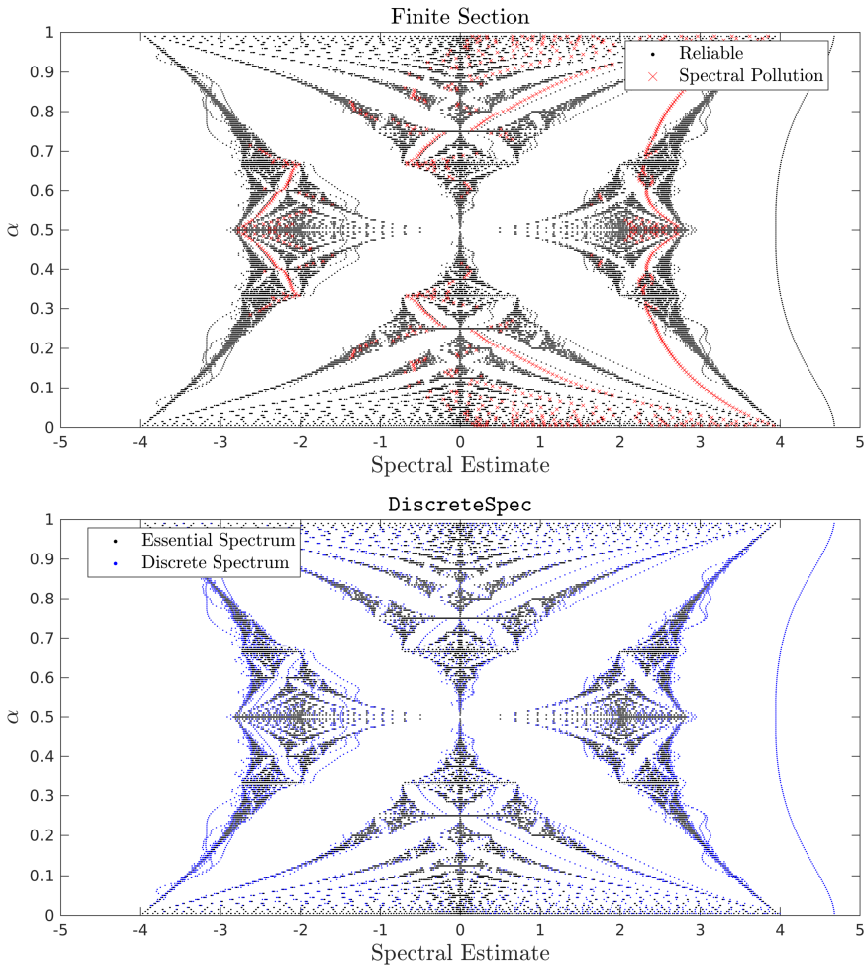 Finite Section
Reliable
Spectral Pollution
1
0.9
0.8
0.7
0.6
0.5
0.4
0.3
0.2
0.1
0
α
-5 -4 -3 -2 -1 0 1 2 3 4 5
Spectral Estimate
DiscreteSpec
Essential Spectrum
Discrete Spectrum
1
0.9
0.8
0.7
0.6
0.5
0.4
0.3
0.2
0.1
0
α
-5 -4 -3 -2 -1 0 1 2 3 4 5
Spectral Estimate